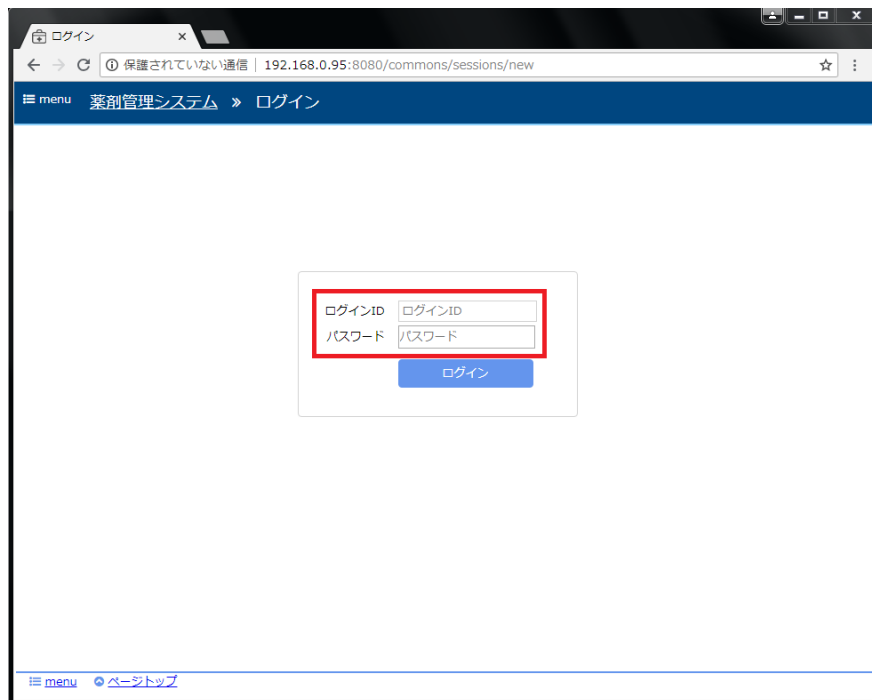 ログイン
保護されていない通信 | 192.168.0.95:8080/commons/sessions/new
menu 薬剤管理システム » ログイン
ログインID ログインID
パスワード パスワード
ログイン
menu ページトップ